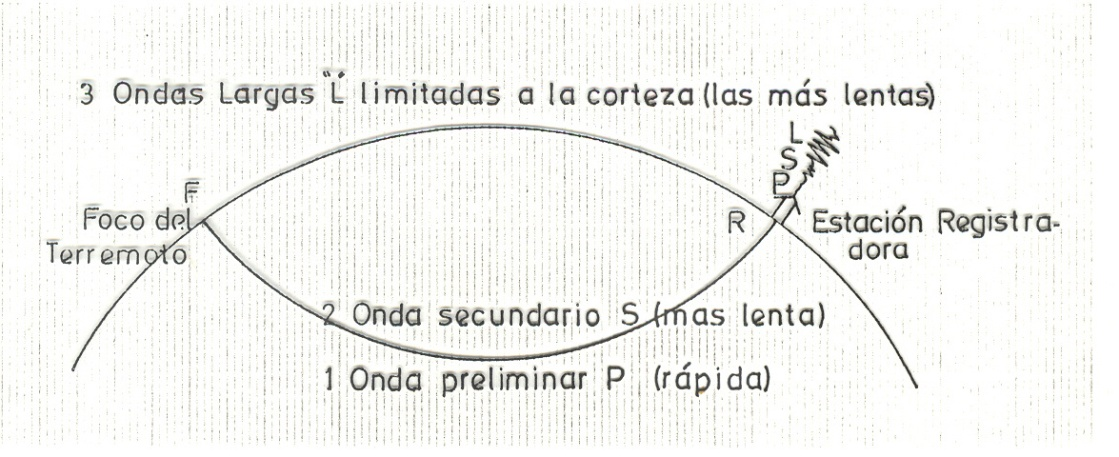 3 Ondas Largas "L" limitadas a la corteza (las más lentas)
L
S
P
F
Foco del
Terremoto
R
Estación Registra-
dora
2 Onda secundario S (mas lenta)
1 Onda preliminar P (rápida)